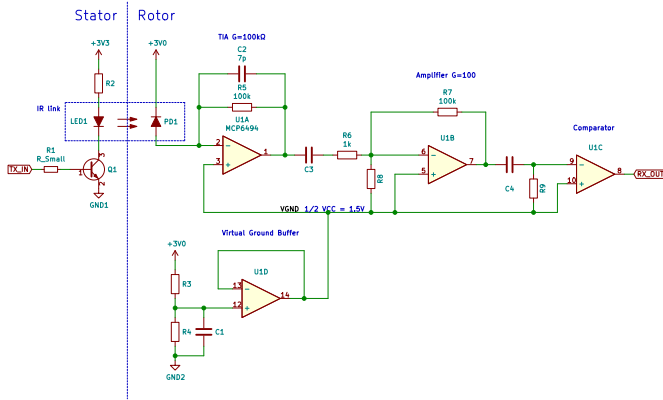 Stator
Rotor
+3V3
+3V0
R2
IR link
LED1
PD1
R1
R_Small
TX_IN
1
3
2
Q1
GND1
TIA G=100kΩ
C2
7p
R5
100k
U1A
MCP6494
2
3
1
C3
R6
1k
Amplifier G=100
R7
100k
U1B
6
5
7
R8
C4
Comparator
U1C
9
10
8
R9
RX_OUT
VGND 1/2 VCC = 1.5V
Virtual Ground Buffer
+3V0
R3
R4
C1
U1D
13
12
14
GND2